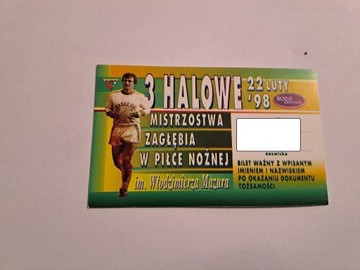 3 HALOWE
22 LUTY
'98
MISTRZOSTWA
ZAGŁĘBIA
W PIŁCE NOŻNEJ
im. Włodzimierza Mazura
nazwisko
BILET WAŻNY Z WPISANYM
IMIENIEM I NAZWISKIEM
PO OKAZANIU DOKUMENTU
TOŻSAMOŚCI